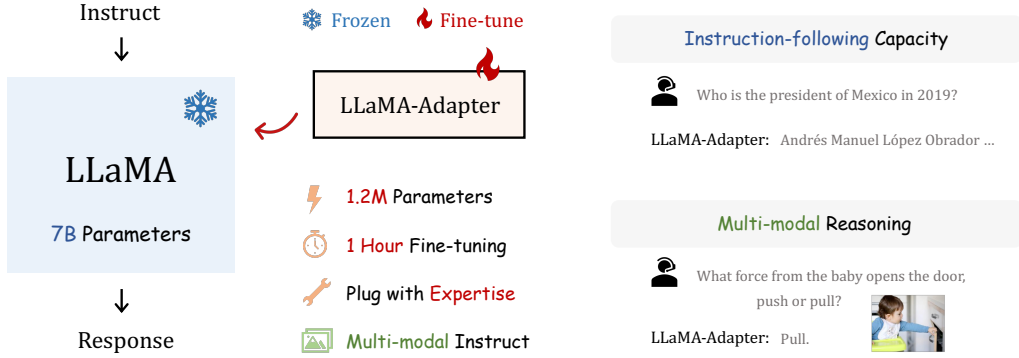 Instruct
LLaMA
7B Parameters
Response
Frozen
Fine-tune
LLaMA-Adapter
1.2M Parameters
1 Hour Fine-tuning
Plug with Expertise
Multi-modal Instruct
Instruction-following Capacity
Who is the president of Mexico in 2019?
LLaMA-Adapter: Andrés Manuel López Obrador ...
Multi-modal Reasoning
What force from the baby opens the door,
push or pull?
LLaMA-Adapter: Pull.